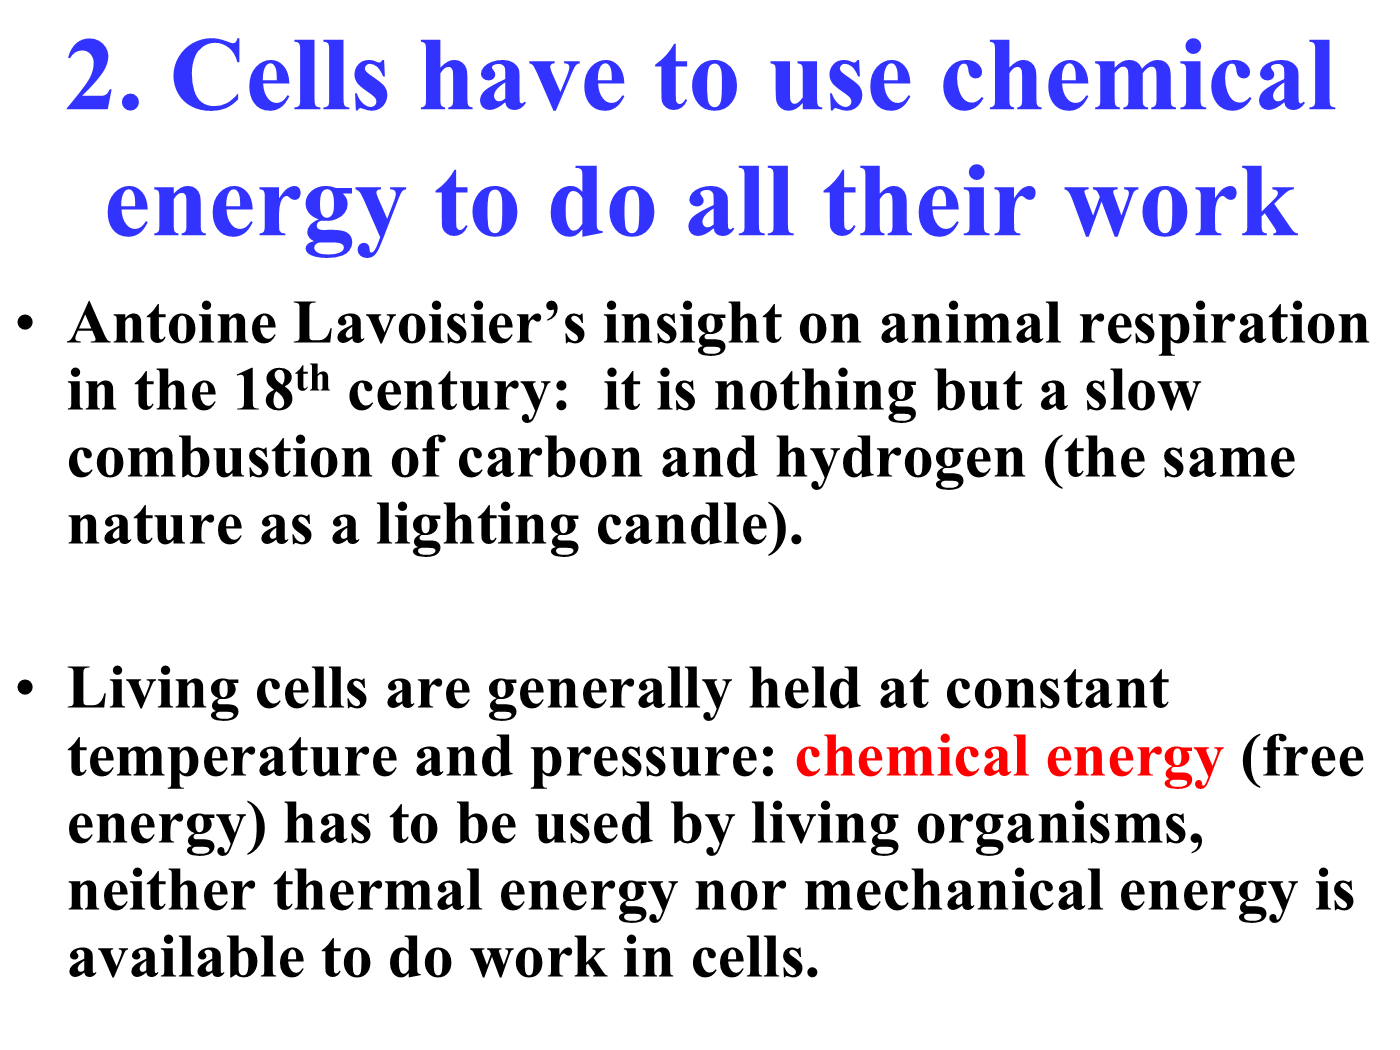 2. Cells have to use chemical
energy to do all their work
• Antoine Lavoisier’s insight on animal respiration
in the 18th century:  it is nothing but a slow
combustion of carbon and hydrogen (the same
nature as a lighting candle).
• Living cells are generally held at constant
temperature and pressure: chemical energy (free
energy) has to be used by living organisms,
neither thermal energy nor mechanical energy is
available to do work in cells.